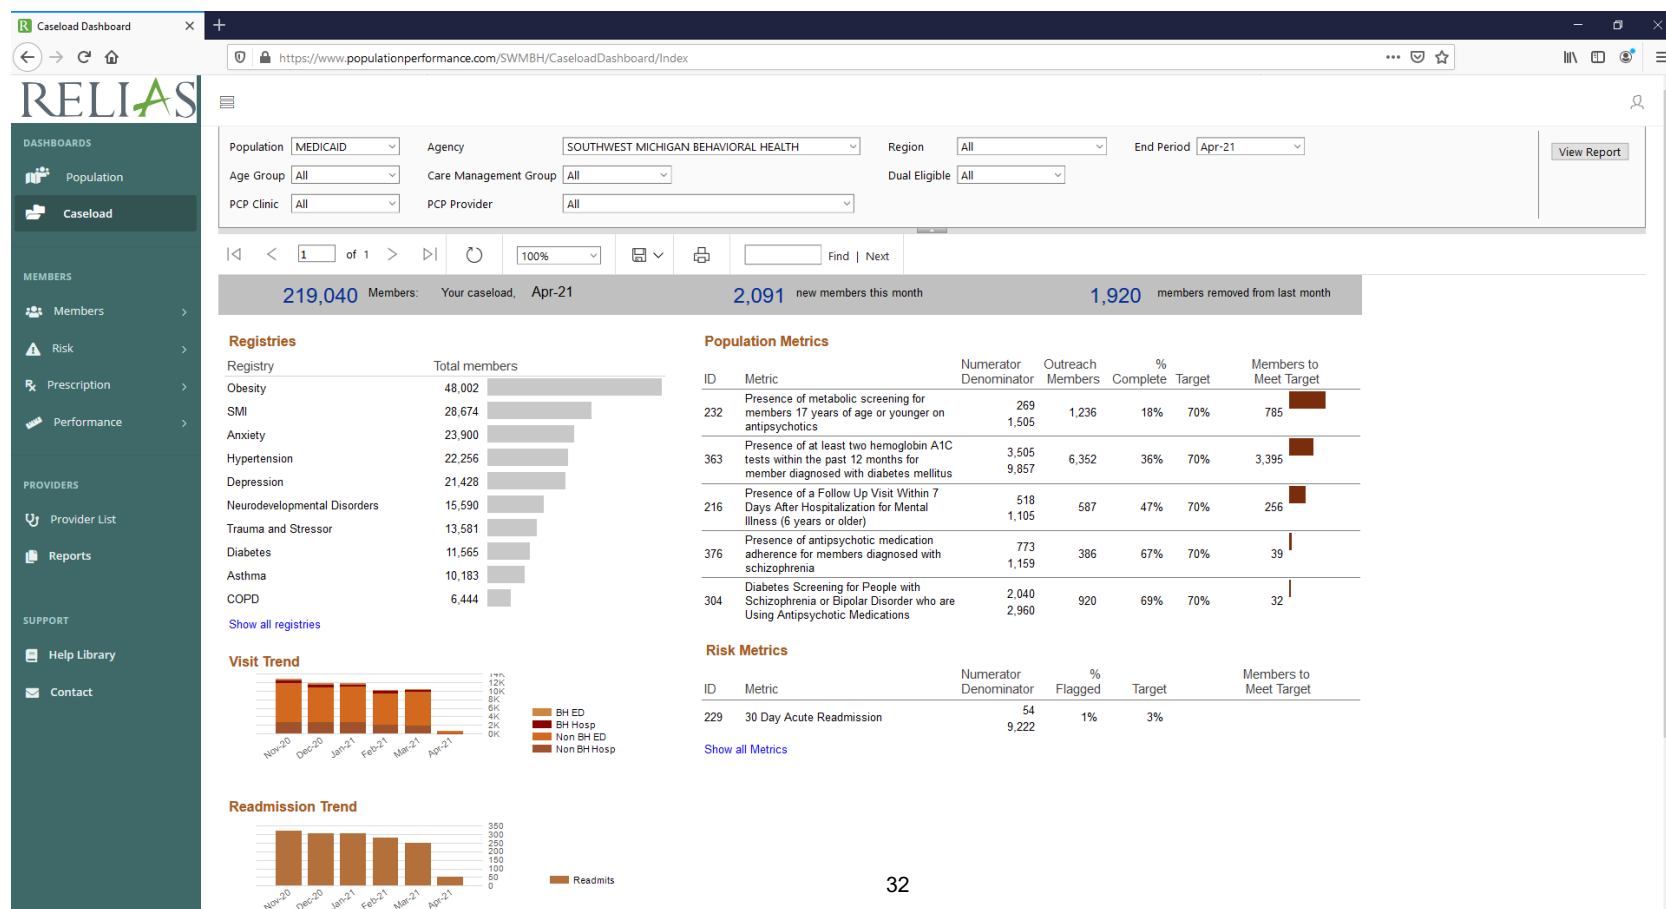 Caseload Dashboard
https://www.populationperformance.com/SWMBH/CaseloadDashboard/Index
RELIAS
DASHBOARDS
Population
Caseload
MEMBERS
Members
Risk
Prescription
Performance
PROVIDERS
Provider List
Reports
SUPPORT
Help Library
Contact
Population MEDICAID Agency SOUTHWEST MICHIGAN BEHAVIORAL HEALTH Region All End Period Apr-21 View Report
Age Group All Care Management Group All Dual Eligible All
PCP Clinic All PCP Provider All
1 of 1 100% Find | Next
219,040 Members: Your caseload, Apr-21 2,091 new members this month 1,920 members removed from last month
Registries
Registry Total members
Obesity 48,002
SMI 28,674
Anxiety 23,900
Hypertension 22,256
Depression 21,428
Neurodevelopmental Disorders 15,590
Trauma and Stressor 13,581
Diabetes 11,565
Asthma 10,183
COPD 6,444
Show all registries
Visit Trend
14K
12K
10K
8K
6K
4K
2K
0K
Nov-20 Dec-20 Jan-21 Feb-21 Mar-21 Apr-21
BH ED
BH Hosp
Non BH ED
Non BH Hosp
Readmission Trend
350
300
250
200
150
100
50
0
Nov-20 Dec-20 Jan-21 Feb-21 Mar-21 Apr-21
Readmits
Population Metrics
Numerator Outreach % Members to
ID Metric Denominator Members Complete Target Meet Target
Presence of metabolic screening for
232 members 17 years of age or younger on 269 1,236 18% 70% 785
antipsychotics 1,505
Presence of at least two hemoglobin A1C
363 tests within the past 12 months for 3,505 6,352 36% 70% 3,395
member diagnosed with diabetes mellitus 9,857
Presence of a Follow Up Visit Within 7
216 Days After Hospitalization for Mental 518 587 47% 70% 256
Illness (6 years or older) 1,105
Presence of antipsychotic medication
376 adherence for members diagnosed with 773 386 67% 70% 39
schizophrenia 1,159
Diabetes Screening for People with
304 Schizophrenia or Bipolar Disorder who are 2,040 920 69% 70% 32
Using Antipsychotic Medications 2,960
Risk Metrics
Numerator % Members to
ID Metric Denominator Flagged Target Meet Target
229 30 Day Acute Readmission 54 1% 3%
9,222
Show all Metrics
32